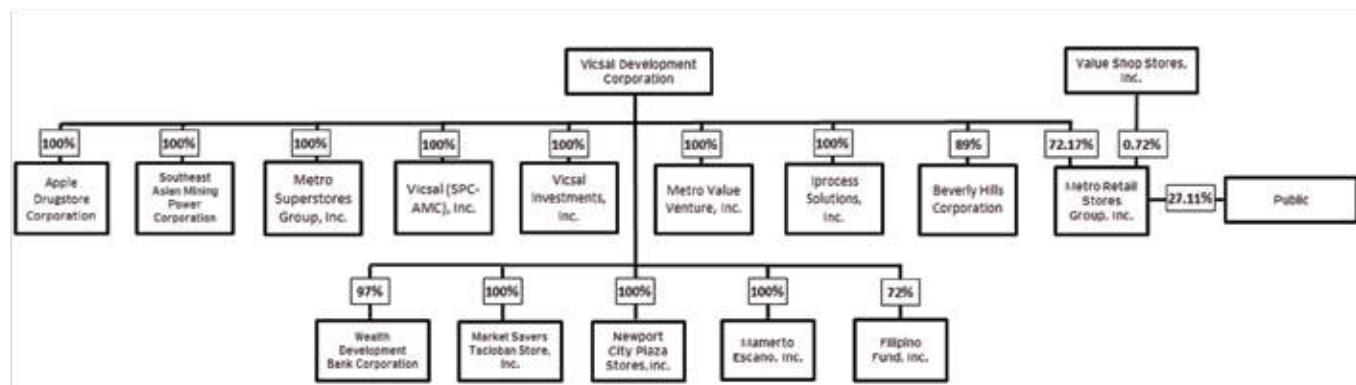 Vicsal Development
Corporation
Value Shop Stores,
Inc.
100%
100%
100%
100%
100%
100%
100%
89%
72.17%
0.72%
Apple
Drugstore
Corporation
Southeast
Asian Mining
Power
Corporation
Metro
Superstores
Group, Inc.
Vicsal (SPC-
AMC), Inc.
Vicsal
Investments,
Inc.
Metro Value
Venture, Inc.
Iprocess
Solutions,
Inc.
Beverly Hills
Corporation
Metro Retail
Stores
Group, Inc.
27.11%
Public
97%
100%
100%
100%
72%
Wealth
Development
Bank Corporation
Market Savers
Tacloban Store,
Inc.
Newport
City Plaza
Stores, Inc.
Mamerto
Escano, Inc.
Filipino
Fund, Inc.